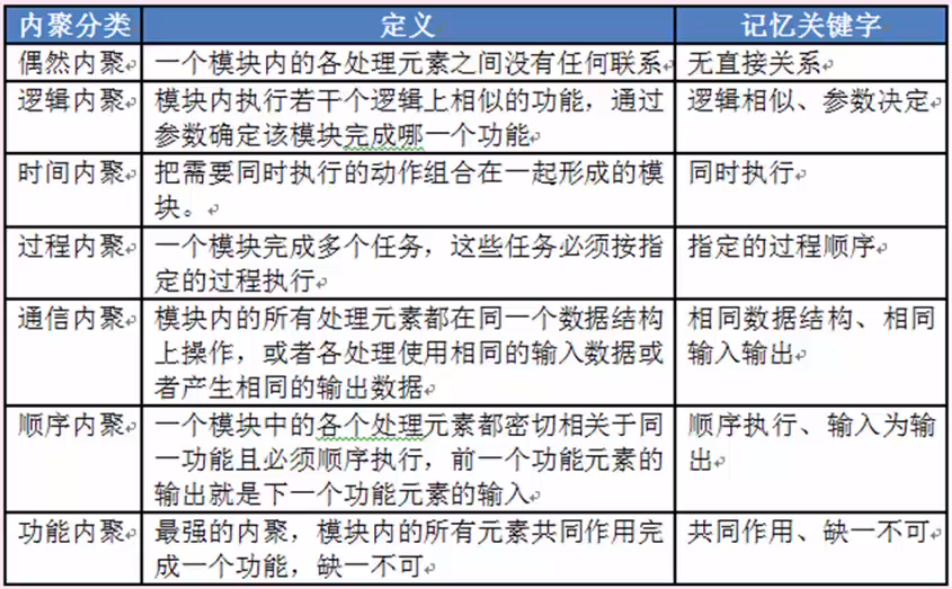 内聚分类 定义 记忆关键字
偶然内聚 一个模块内的各处理元素之间没有任何联系 无直接关系
逻辑内聚 模块内执行若干个逻辑上相似的功能，通过 逻辑相似、参数决定
参数确定该模块完成哪一个功能
时间内聚 把需要同时执行的动作组合在一起形成的模 同时执行
块。
过程内聚 一个模块完成多个任务，这些任务必须按指 指定的过程顺序
定的过程执行
通信内聚 模块内的所有处理元素都在同一个数据结构 相同数据结构、相同
上操作，或者各处理使用相同的输入数据或 输入输出
者产生相同的输出数据
顺序内聚 一个模块中的各个处理元素都密切相关于同 顺序执行、输入为输
一功能且必须顺序执行，前一个功能元素的 出
输出就是下一个功能元素的输入
功能内聚 最强的内聚，模块内的所有元素共同作用完 共同作用、缺一不可
成一个功能，缺一不可